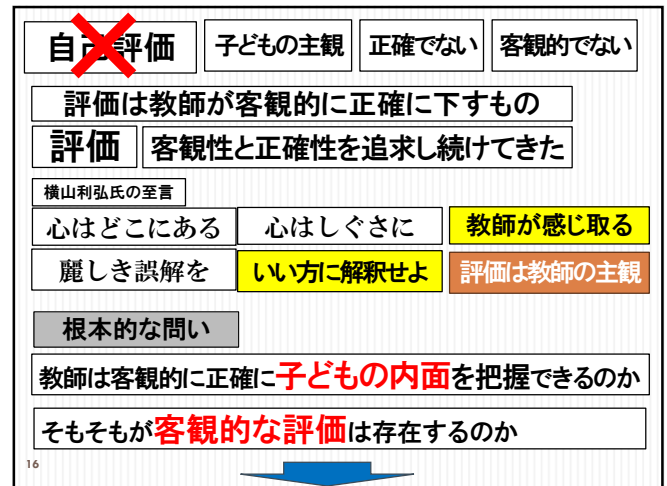 自己評価 子どもの主観 正確でない 客観的でない
評価は教師が客観的に正確に下すもの
評価 客観性と正確性を追求し続けてきた
横山利弘氏の至言
心はどこにある 心はしぐさに 教師が感じ取る
麗しき誤解を いい方に解釈せよ 評価は教師の主観
根本的な問い
教師は客観的に正確に子どもの内面を把握できるのか
そもそもが客観的な評価は存在するのか
16